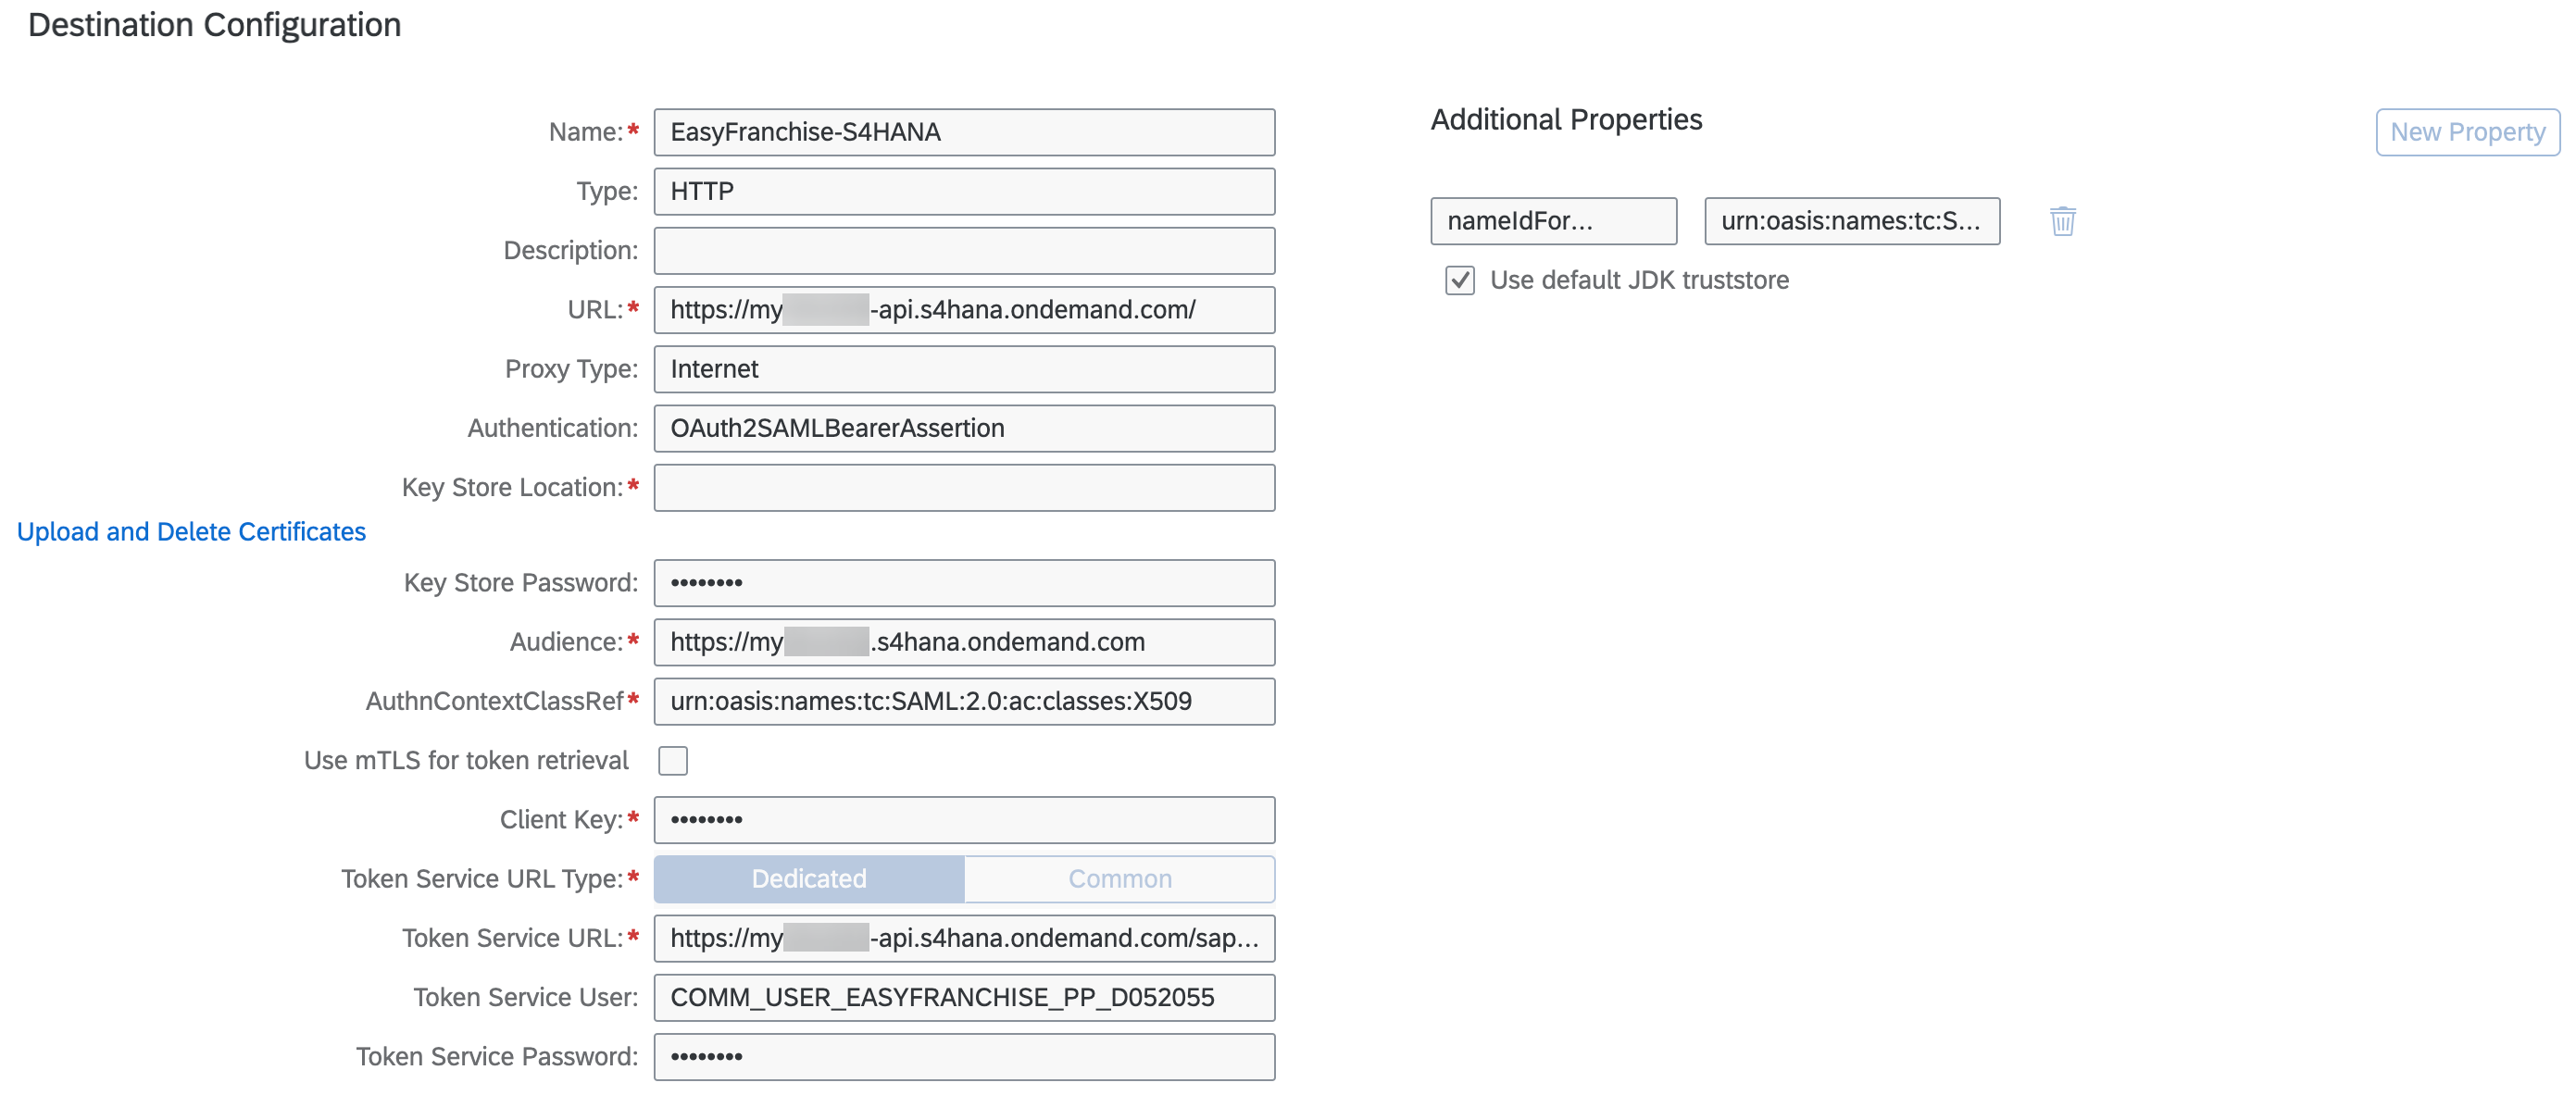 Destination Configuration
Name:* EasyFranchise-S4HANA
Type: HTTP
Description:
URL:* https://my -api.s4hana.ondemand.com/
Proxy Type: Internet
Authentication: OAuth2SAMLBearerAssertion
Key Store Location:*
Upload and Delete Certificates
Key Store Password: ••••••••
Audience:* https://my .s4hana.ondemand.com
AuthnContextClassRef* urn:oasis:names:tc:SAML:2.0:ac:classes:X509
Use mTLS for token retrieval
Client Key:* ••••••••
Token Service URL Type:* Dedicated Common
Token Service URL:* https://my -api.s4hana.ondemand.com/sap...
Token Service User: COMM_USER_EASYFRANCHISE_PP_D052055
Token Service Password: ••••••••
Additional Properties
New Property
nameIdFor... urn:oasis:names:tc:S...
Use default JDK truststore